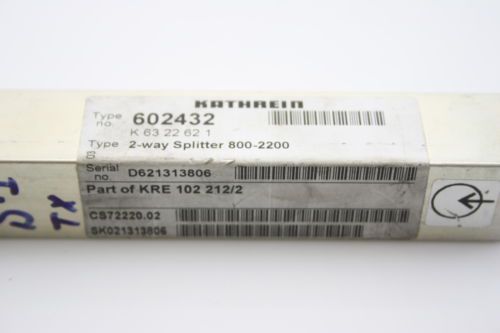 KATHREIN
Type no. 602432
K 63 22 62 1
Type 2-way Splitter 800-2200
03
Serial no. D621313806
Part of KRE 102 212/2
CS72220.02
SK021313806
TX